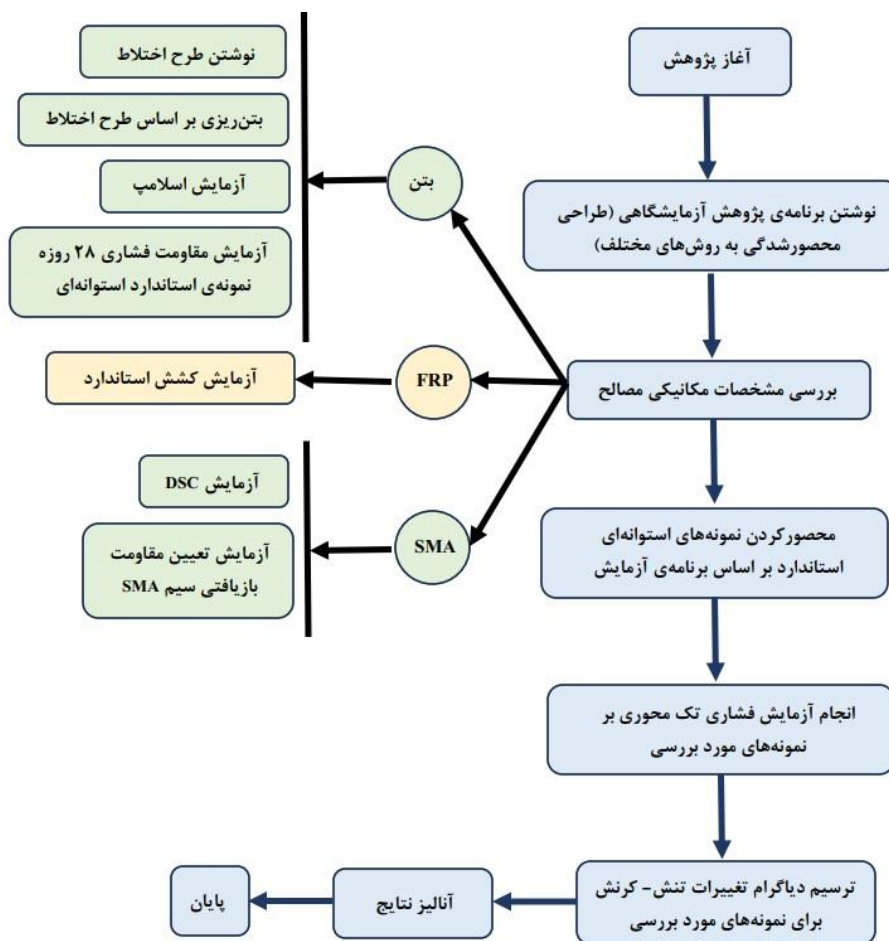 آغاز پژوهش
نوشتن برنامه‌ی پژوهش آزمایشگاهی (طراحی
محصورشدگی به روش‌های مختلف)
بررسی مشخصات مکانیکی مصالح
بتن
نوشتن طرح اختلاط
بتن‌ریزی بر اساس طرح اختلاط
آزمایش اسلامپ
آزمایش مقاومت فشاری ۲۸ روزه
نمونه‌ی استاندارد استوانه‌ای
FRP
آزمایش کشش استاندارد
SMA
آزمایش DSC
آزمایش تعیین مقاومت
بازیافتی سیم SMA
محصورکردن نمونه‌های استوانه‌ای
استاندارد بر اساس برنامه‌ی آزمایش
انجام آزمایش فشاری تک محوری بر
نمونه‌های مورد بررسی
ترسیم دیاگرام تغییرات تنش- کرنش
برای نمونه‌های مورد بررسی
آنالیز نتایج
پایان